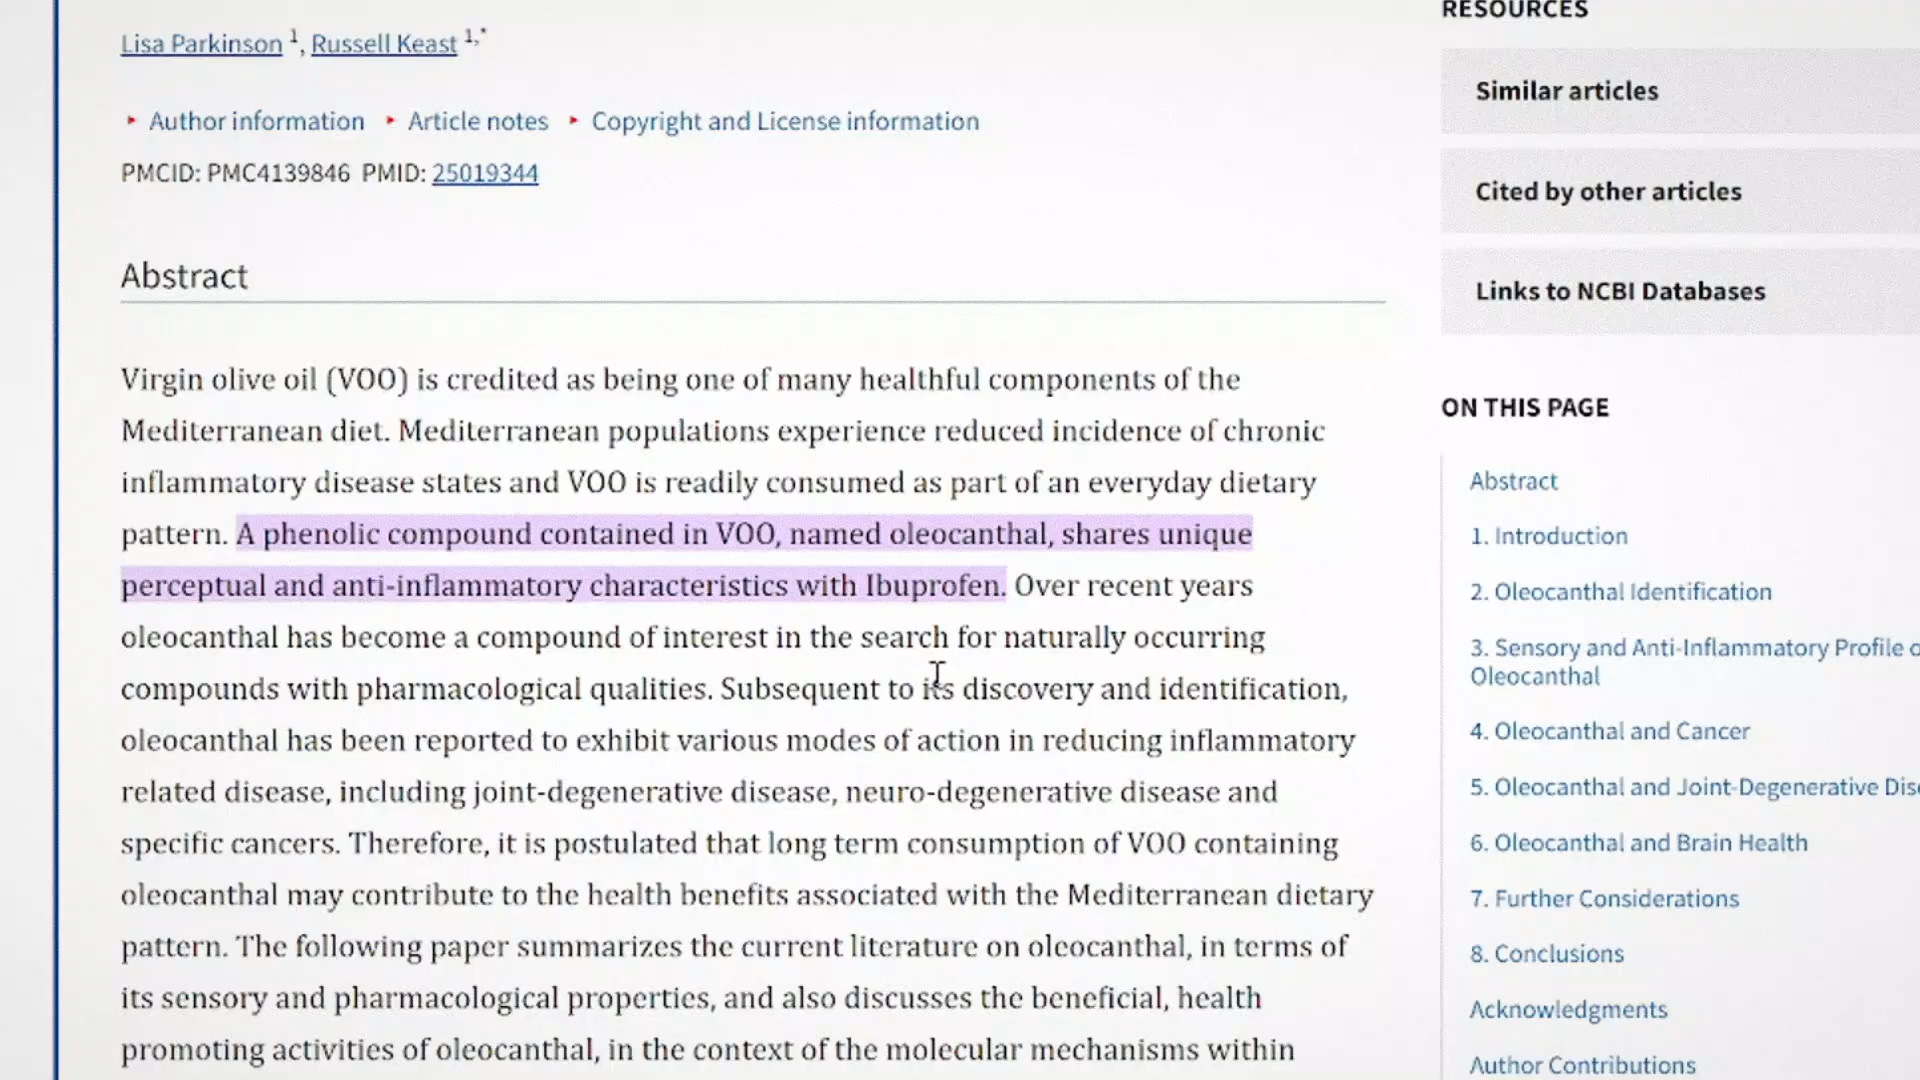 RESOURCES
Lisa Parkinson 1, Russell Keast 1,*
Similar articles
‣ Author information ‣ Article notes ‣ Copyright and License information
PMCID: PMC4139846 PMID: 25019344
Cited by other articles
Abstract
Links to NCBI Databases
Virgin olive oil (VOO) is credited as being one of many healthful components of the
Mediterranean diet. Mediterranean populations experience reduced incidence of chronic
inflammatory disease states and VOO is readily consumed as part of an everyday dietary
pattern. A phenolic compound contained in VOO, named oleocanthal, shares unique
perceptual and anti-inflammatory characteristics with Ibuprofen. Over recent years
oleocanthal has become a compound of interest in the search for naturally occurring
compounds with pharmacological qualities. Subsequent to its discovery and identification,
oleocanthal has been reported to exhibit various modes of action in reducing inflammatory
related disease, including joint-degenerative disease, neuro-degenerative disease and
specific cancers. Therefore, it is postulated that long term consumption of VOO containing
oleocanthal may contribute to the health benefits associated with the Mediterranean dietary
pattern. The following paper summarizes the current literature on oleocanthal, in terms of
its sensory and pharmacological properties, and also discusses the beneficial, health
promoting activities of oleocanthal, in the context of the molecular mechanisms within
ON THIS PAGE
Abstract
1. Introduction
2. Oleocanthal Identification
3. Sensory and Anti-Inflammatory Profile
Oleocanthal
4. Oleocanthal and Cancer
5. Oleocanthal and Joint-Degenerative
6. Oleocanthal and Brain Health
7. Further Considerations
8. Conclusions
Acknowledgments
Author Contributions